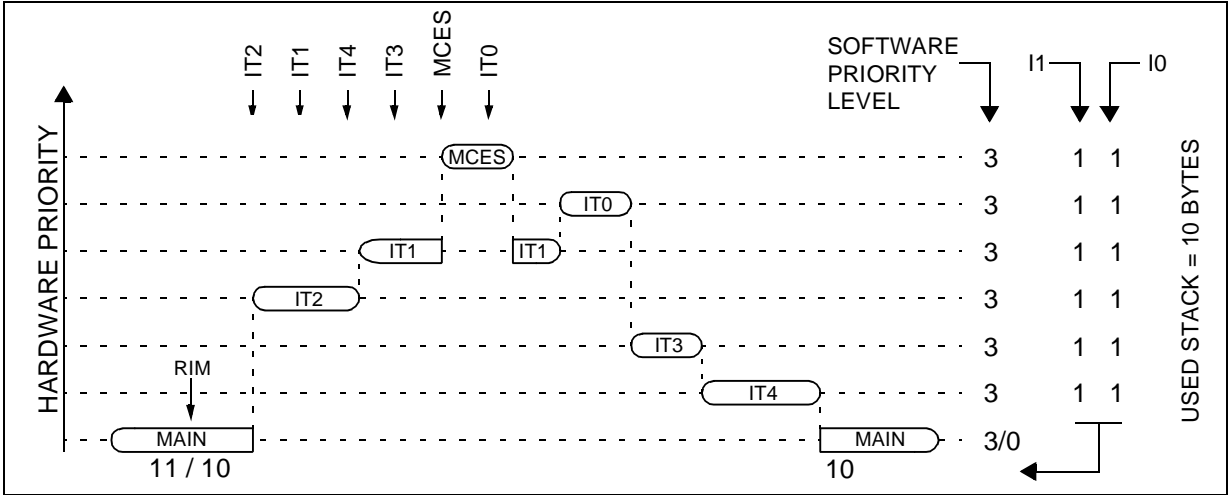 IT2
IT1
IT4
IT3
MCES
IT0
SOFTWARE
PRIORITY
LEVEL
I1
I0
HARDWARE PRIORITY
MCES
3 1 1
IT0
3 1 1
IT1
IT1
3 1 1
IT2
3 1 1
IT3
3 1 1
RIM
IT4
3 1 1
MAIN
MAIN
3/0
11 / 10
10
USED STACK = 10 BYTES